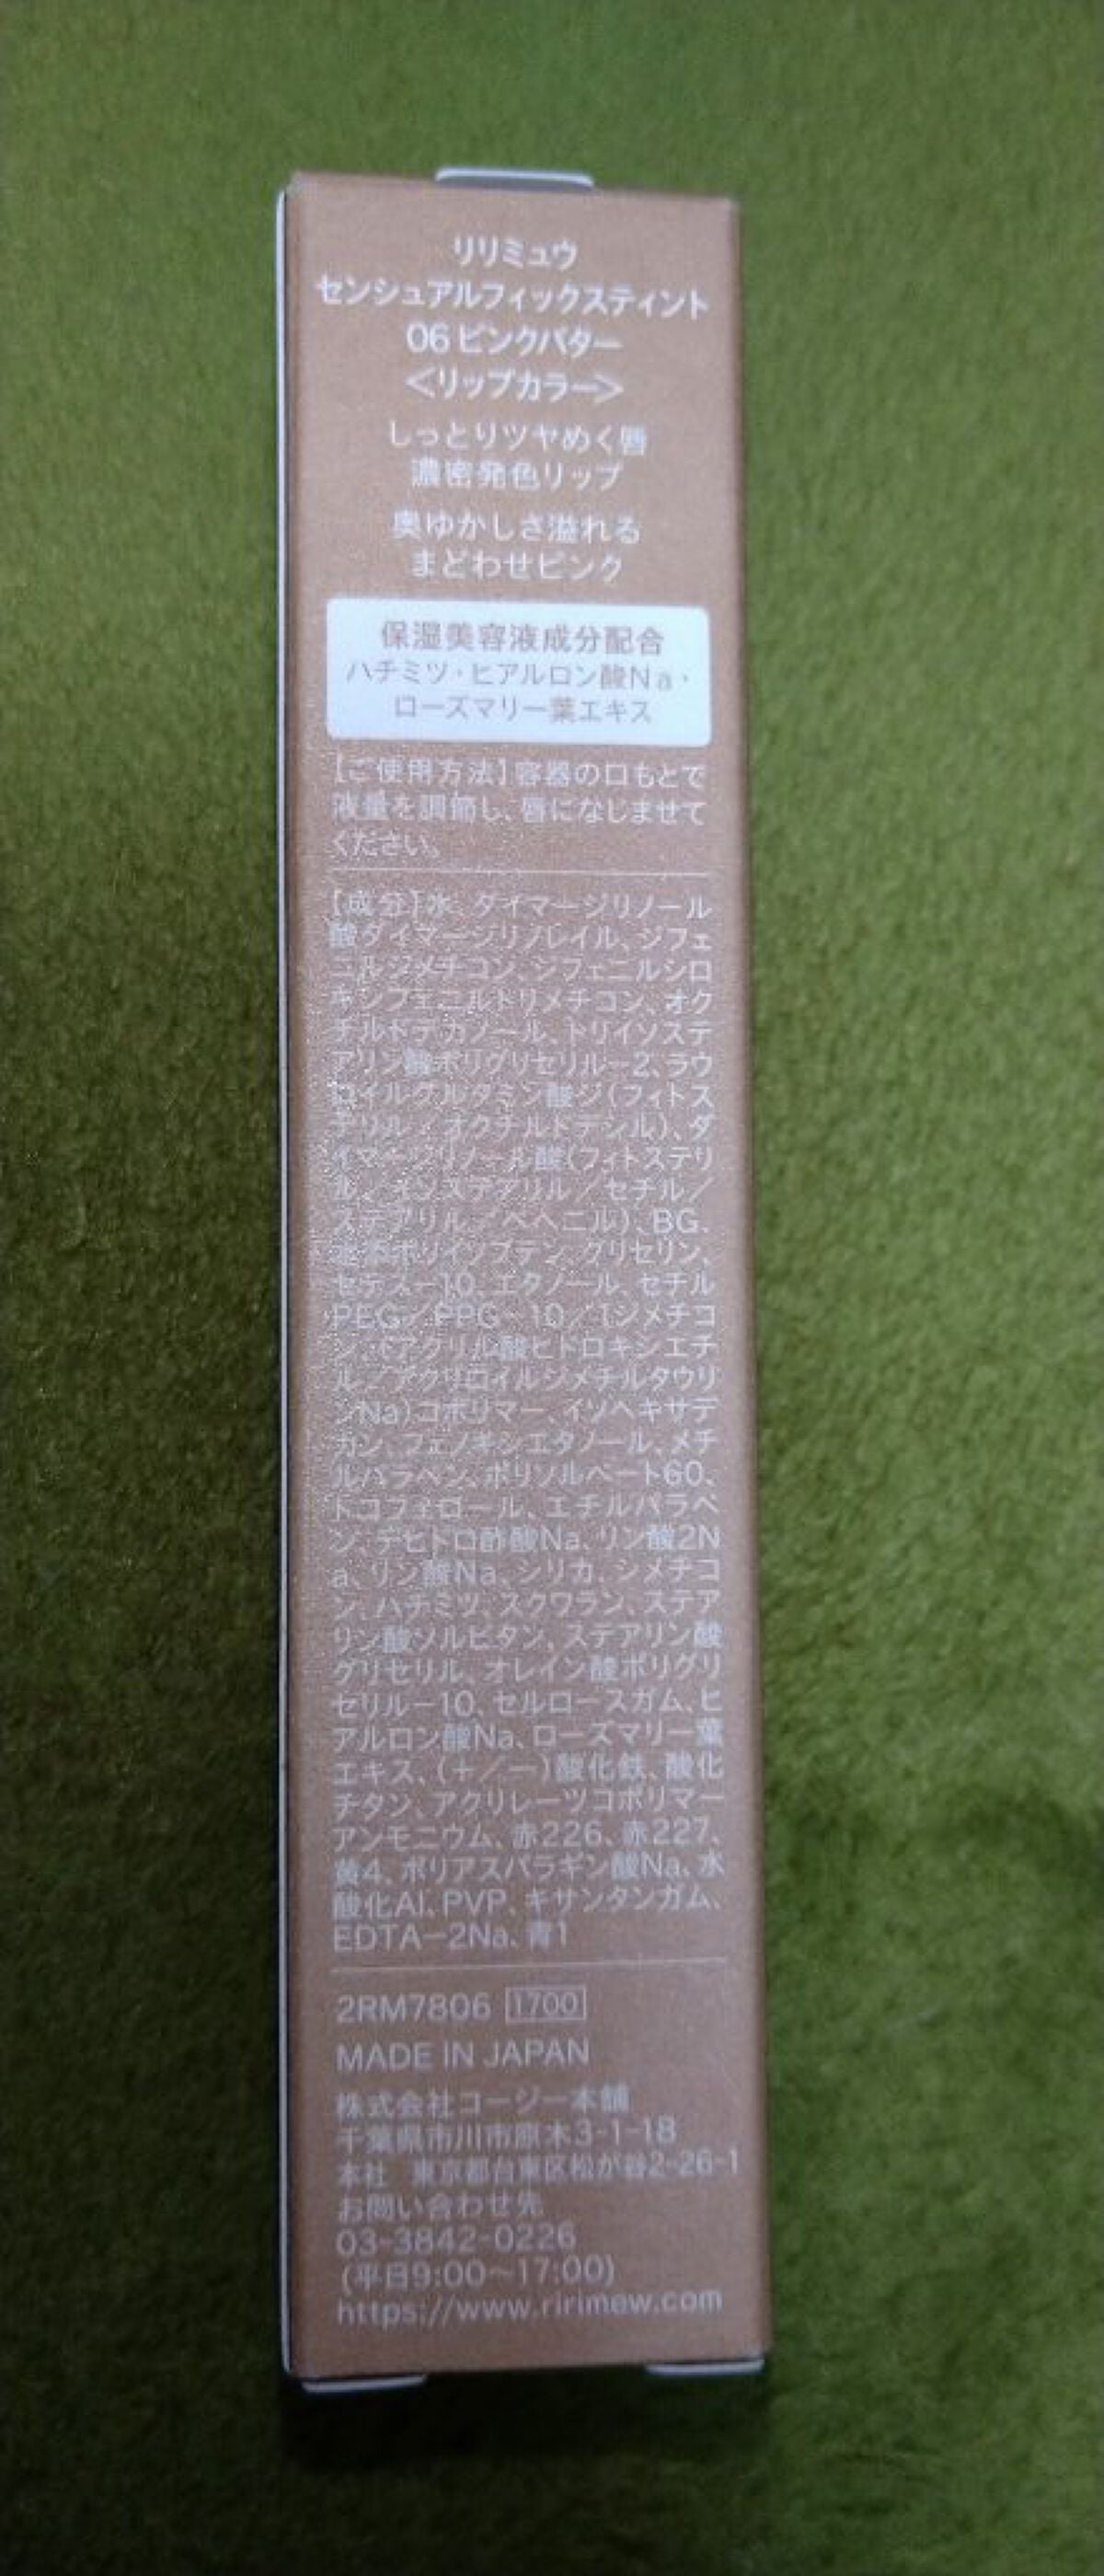 リリミュウ
センシュアルフィックスティント
06 ピンクバター
<リップカラー>
しっとりツヤめく唇
濃密発色リップ
奥ゆかしさ溢れる
まどわせピンク
保湿美容液成分配合
ハチミツ・ヒアルロン酸Na・
ローズマリー葉エキス
【ご使用方法】容器の口もとで
液量を調節し、唇になじませて
ください。
【成分】水、ダイマージリノール
酸ダイマージリノレイル、ジフェ
ニルジメチコン、ジフェニルシロ
キシフェニルトリメチコン、オク
チルドデカノール、トリイソステ
アリン酸ポリグリセリル－2、ラウ
ロイルグルタミン酸ジ(フィトス
テリル／オクチルドデシル)、ダ
イマージリノール酸(フィトステリ
ル／イソステアリル／セチル／
ステアリル／ベヘニル)、BG、
水添ポリイソブテン、グリセリン、
セテス－10、エタノール、セチル
PEG／PPG－10／1ジメチコ
ン、(アクリル酸ヒドロキシエチ
ル／アクリロイルジメチルタウリ
ンNa)コポリマー、イソヘキサデ
カン、フェノキシエタノール、メチ
ルパラベン、ポリソルベート60、
トコフェロール、エチルパラベ
ン、デヒドロ酢酸Na、リン酸2N
a、リン酸Na、シリカ、ジメチコ
ン、ハチミツ、スクワラン、ステア
リン酸ソルビタン、ステアリン酸
グリセリル、オレイン酸ポリグリ
セリル－10、セルロースガム、ヒ
アルロン酸Na、ローズマリー葉
エキス、(＋／－)酸化鉄、酸化
チタン、アクリレーツコポリマー
アンモニウム、赤226、赤227、
黄4、ポリアスパラギン酸Na、水
酸化Al、PVP、キサンタンガム、
EDTA－2Na、青1
2RM7806 1700
MADE IN JAPAN
株式会社コージー本舗
千葉県市川市原木3-1-18
本社 東京都台東区松が谷2-26-1
お問い合わせ先
03-3842-0226
(平日9:00～17:00)
https://www.ririmew.com